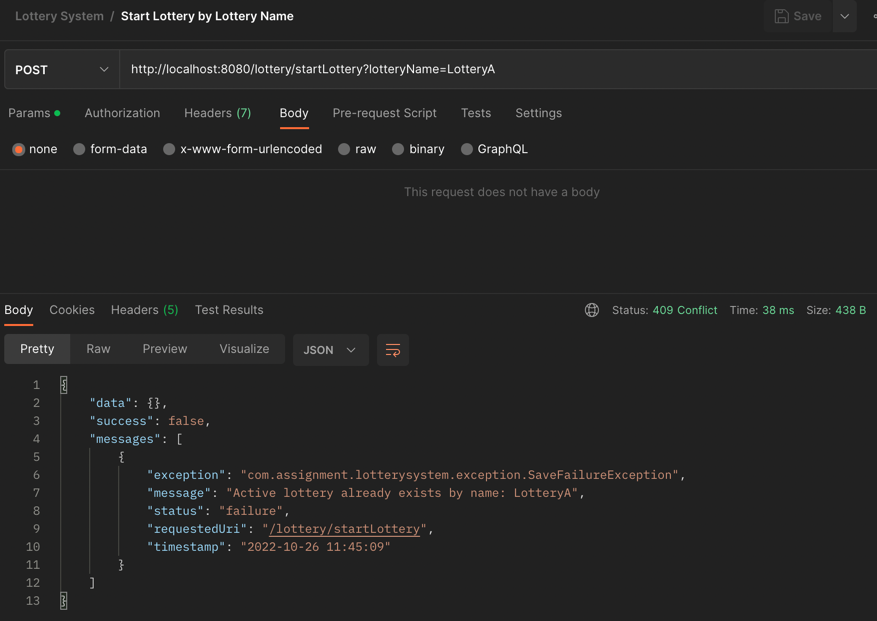 Lottery System / Start Lottery by Lottery Name
Save
POST
http://localhost:8080/lottery/startLottery?lotteryName=LotteryA
Params Authorization Headers (7) Body Pre-request Script Tests Settings
none form-data x-www-form-urlencoded raw binary GraphQL
This request does not have a body
Body Cookies Headers (5) Test Results Status: 409 Conflict Time: 38 ms Size: 438 B
Pretty Raw Preview Visualize JSON
1 {
2 "data": {},
3 "success": false,
4 "messages": [
5 {
6 "exception": "com.assignment.lotterysystem.exception.SaveFailureException",
7 "message": "Active lottery already exists by name: LotteryA",
8 "status": "failure",
9 "requestedUri": "/lottery/startLottery",
10 "timestamp": "2022-10-26 11:45:09"
11 }
12 ]
13 }